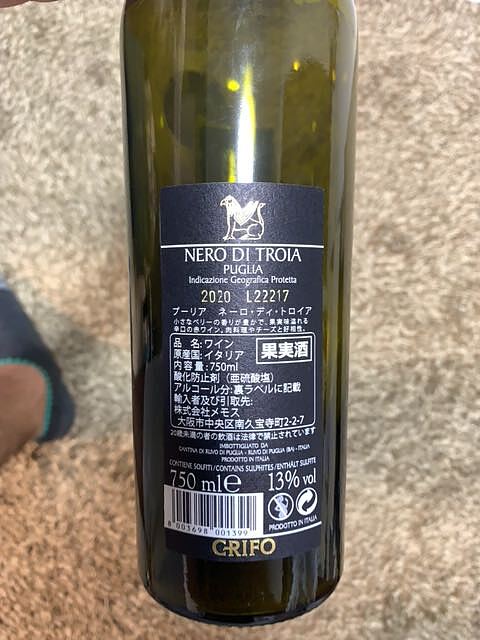 NERO DI TROIA
PUGLIA
Indicazione Geografica Protetta
2020 L22217
プーリア ネーロ・ディ・トロイア
小さなベリーの香りが豊かで、果実味溢れる
辛口の赤ワイン。肉料理やチーズと好相性。
品名:ワイン
原産国:イタリア
内容量:750ml
果実酒
酸化防止剤(亜硫酸塩)
アルコール分:裏ラベルに記載
輸入者及び引取先:
株式会社メモス
大阪市中央区南久宝寺町2-2-7
20歳未満の者の飲酒は法律で禁止されています
IMBOTTIGLIATO DA
CANTINA DI RUVO DI PUGLIA - RUVO DI PUGLIA (BA) - ITALIA
PRODOTTO IN ITALIA
CONTIENE SOLFITI/CONTAINS SULPHITES/ENTHÄLT SULFITE
750 ml e 13% vol
8 003698 001399
PRODOTTO IN ITALIA
GRIFO